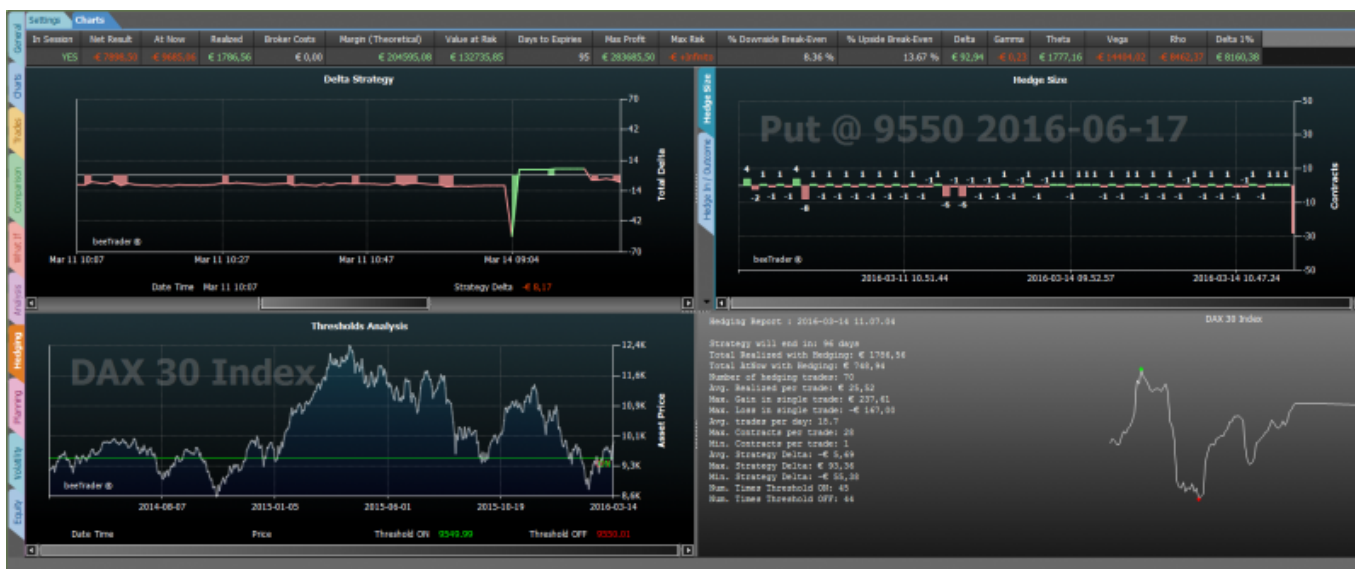 Settings Charts
In Session Net Result At Now Realized Broker Costs Margin (Theoretical) Value at Risk Days to Expiries Max Profit Max Risk % Downside Break-Even % Upside Break-Even Delta Gamma Theta Vega Rho Delta 1%
YES -€ 7898,50 -€ 9685,06 € 1786,56 € 0,00 € 204595,08 € 132735,85 95 € 283685,50 € +Infinito 8.36 % 13.67 % € 92,94 -€ 0,23 € 1777,16 -€ 14484,02 -€ 8462,37 € 8160,38
General
Charts
Trades
Comparison
What If
Analysis
Hedging
Planning
Volatility
Equity
Delta Strategy
70
42
14
-14
-42
-70
Total Delta
beeTrader ®
Mar 11 10:07 Mar 11 10:27 Mar 11 10:47 Mar 14 09:04
Date Time Mar 11 10:07 Strategy Delta -€ 8,17
Hedge Size
Hedge In / Outcome
Hedge Size
Put @ 9550 2016-06-17
50
30
10
-10
-30
-50
Contracts
beeTrader ®
2016-03-11 10.51.44 2016-03-14 09.52.57 2016-03-14 10.47.24
Thresholds Analysis
DAX 30 Index
12,4K
11,6K
10,9K
10,1K
9,3K
8,6K
Asset Price
beeTrader ®
2014-08-07 2015-01-05 2015-06-01 2015-10-19 2016-03-14
Date Time Price Threshold ON 9549,99 Threshold OFF 9550,01
Hedging Report : 2016-03-14 11.07.04
DAX 30 Index
Strategy will end in: 96 days
Total Realized with Hedging: € 1786,56
Total AtNow with Hedging: € 748,94
Number of hedging trades: 70
Avg. Realized per trade: € 25,52
Max. Gain in single trade: € 237,61
Max. Loss in single trade: -€ 167,00
Avg. trades per day: 18.7
Max. Contracts per trade: 28
Min. Contracts per trade: 1
Avg. Strategy Delta: -€ 5,69
Max. Strategy Delta: € 93,36
Min. Strategy Delta: -€ 55,38
Num. Times Threshold ON: 45
Num. Times Threshold OFF: 44